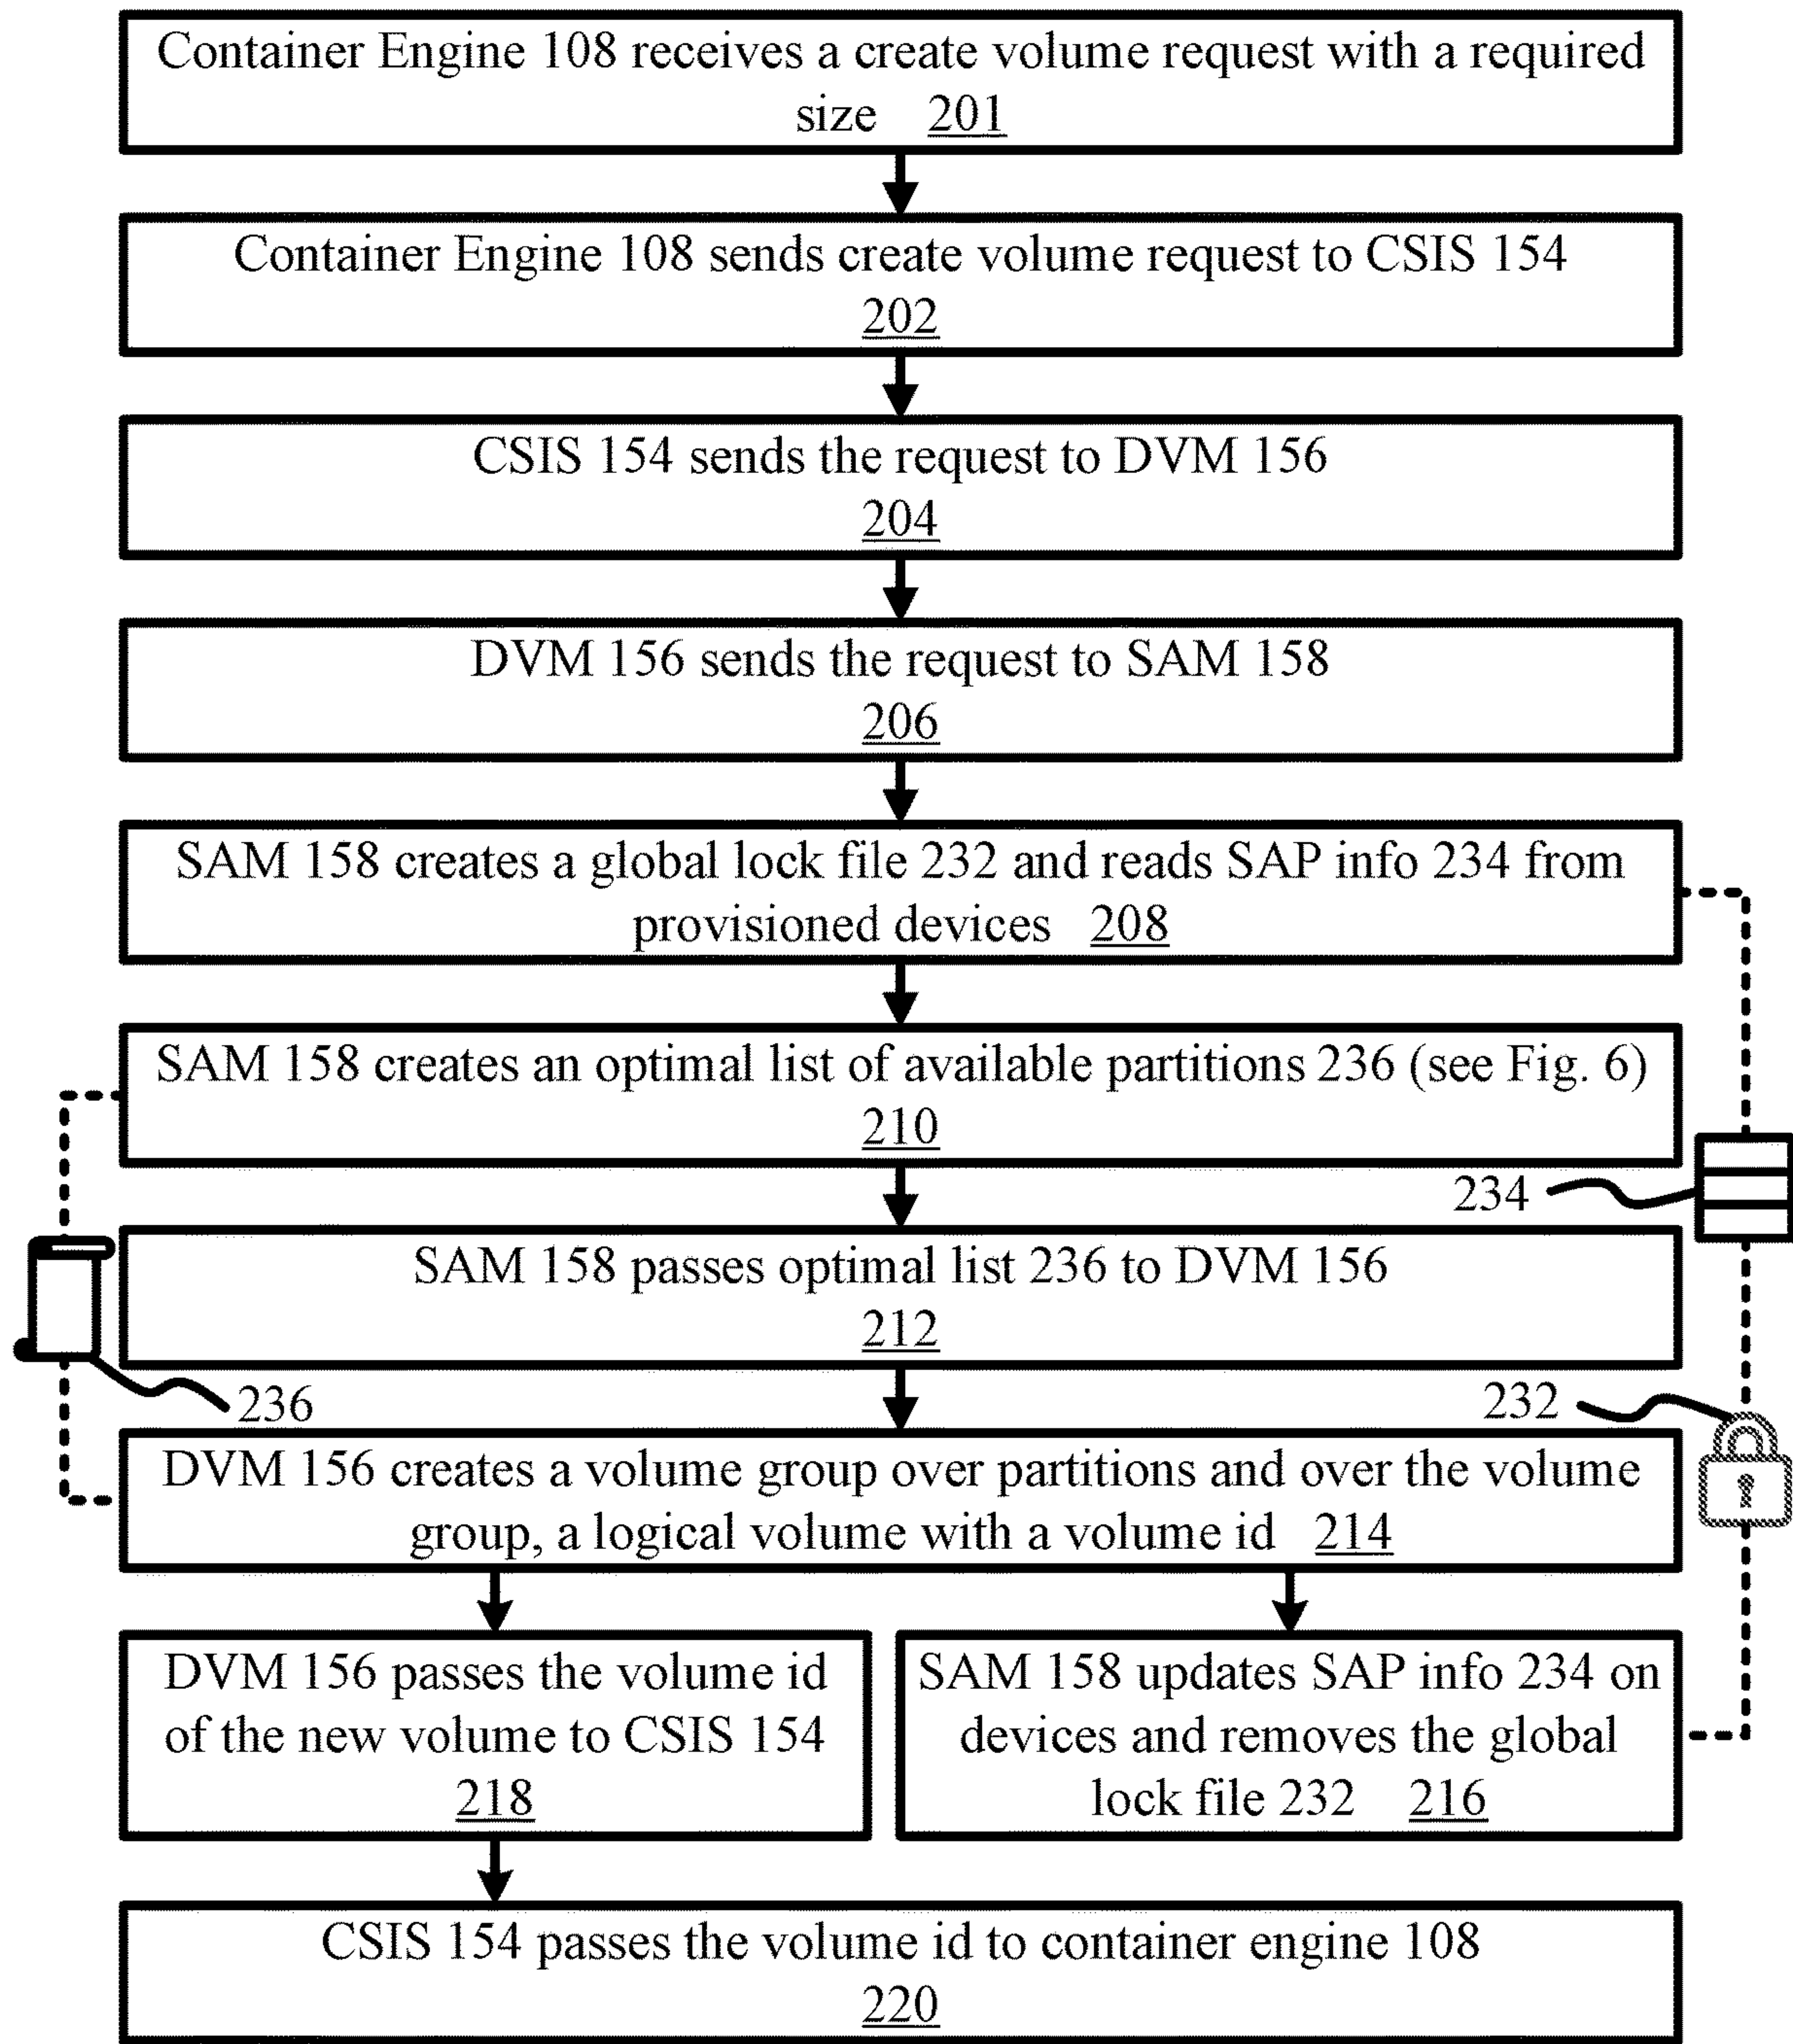 Container Engine 108 receives a create volume request with a required
size 201
Container Engine 108 sends create volume request to CSIS 154
202
CSIS 154 sends the request to DVM 156
204
DVM 156 sends the request to SAM 158
206
SAM 158 creates a global lock file 232 and reads SAP info 234 from
provisioned devices 208
SAM 158 creates an optimal list of available partitions 236 (see Fig. 6)
210
234
SAM 158 passes optimal list 236 to DVM 156
212
236
232
DVM 156 creates a volume group over partitions and over the volume
group, a logical volume with a volume id 214
DVM 156 passes the volume id
of the new volume to CSIS 154
218
SAM 158 updates SAP info 234 on
devices and removes the global
lock file 232 216
CSIS 154 passes the volume id to container engine 108
220